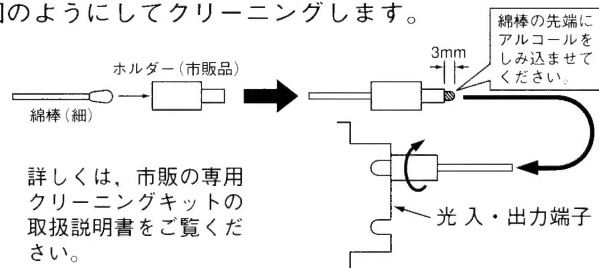 のようにしてクリーニングします。
綿棒の先端に
アルコールを
しみ込ませて
ください。
3mm
ホルダー(市販品)
綿棒(細)
詳しくは，市販の専用
クリーニングキットの
取扱説明書をご覧くだ
さい。
光 入・出力端子